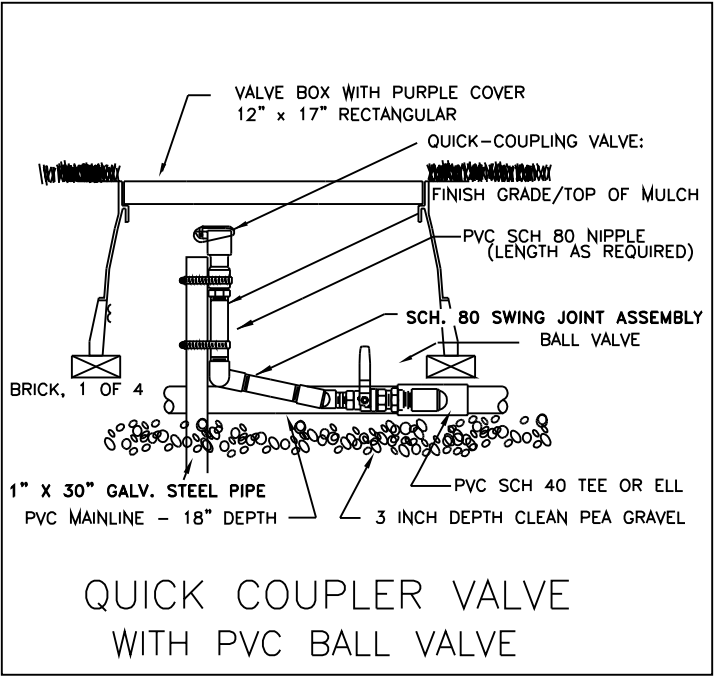 VALVE BOX WITH PURPLE COVER
12" x 17" RECTANGULAR
QUICK-COUPLING VALVE:
FINISH GRADE/TOP OF MULCH
PVC SCH 80 NIPPLE
(LENGTH AS REQUIRED)
SCH. 80 SWING JOINT ASSEMBLY
BALL VALVE
BRICK, 1 OF 4
1" X 30" GALV. STEEL PIPE
PVC SCH 40 TEE OR ELL
PVC MAINLINE - 18" DEPTH
3 INCH DEPTH CLEAN PEA GRAVEL
QUICK COUPLER VALVE
WITH PVC BALL VALVE